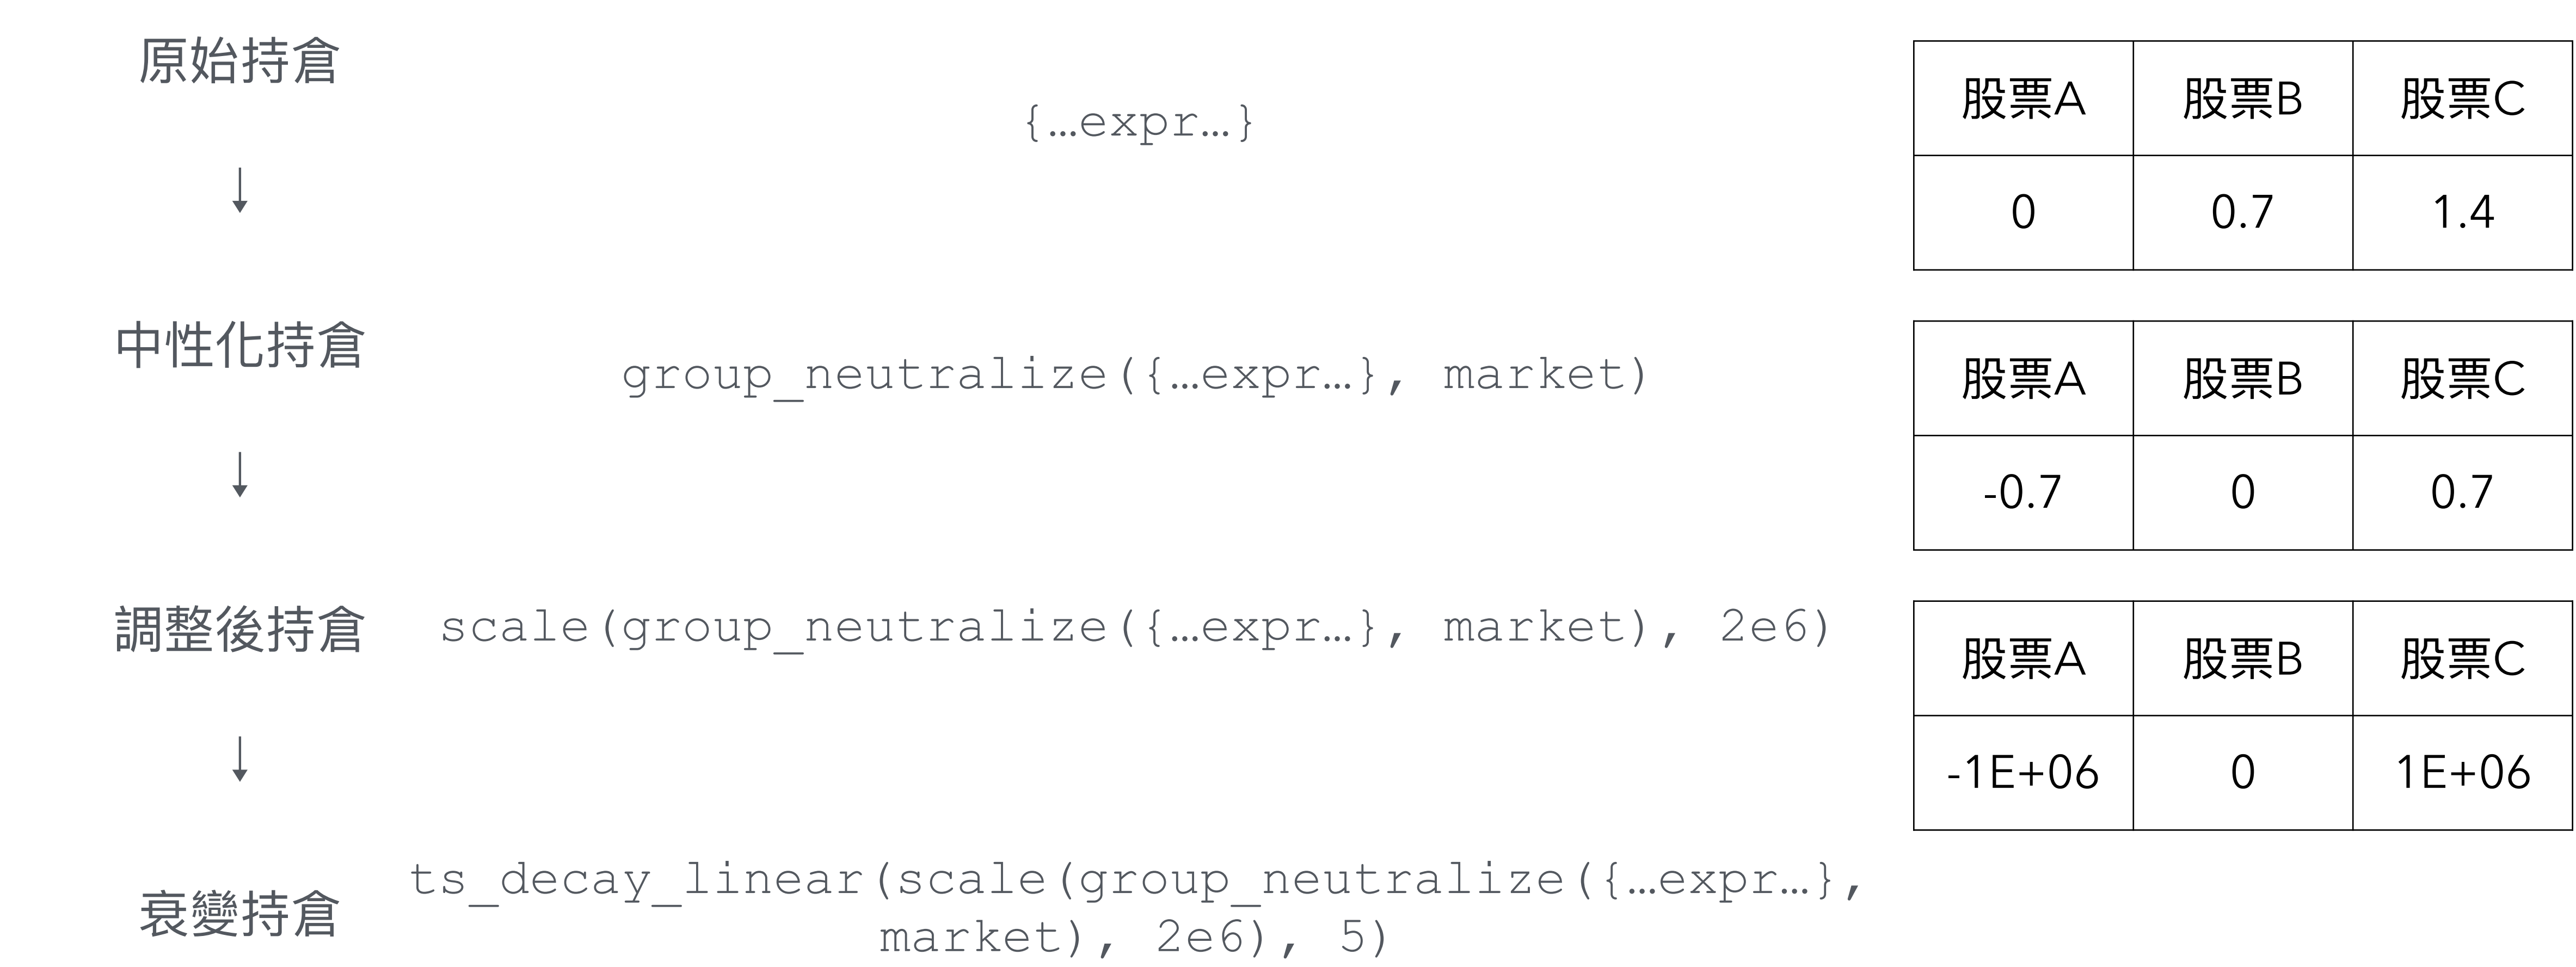 原始持倉
{…expr…}
股票A 股票B 股票C
0 0.7 1.4
中性化持倉
group_neutralize({…expr…}, market)
股票A 股票B 股票C
-0.7 0 0.7
調整後持倉
scale(group_neutralize({…expr…}, market), 2e6)
股票A 股票B 股票C
-1E+06 0 1E+06
衰變持倉
ts_decay_linear(scale(group_neutralize({…expr…},
market), 2e6), 5)